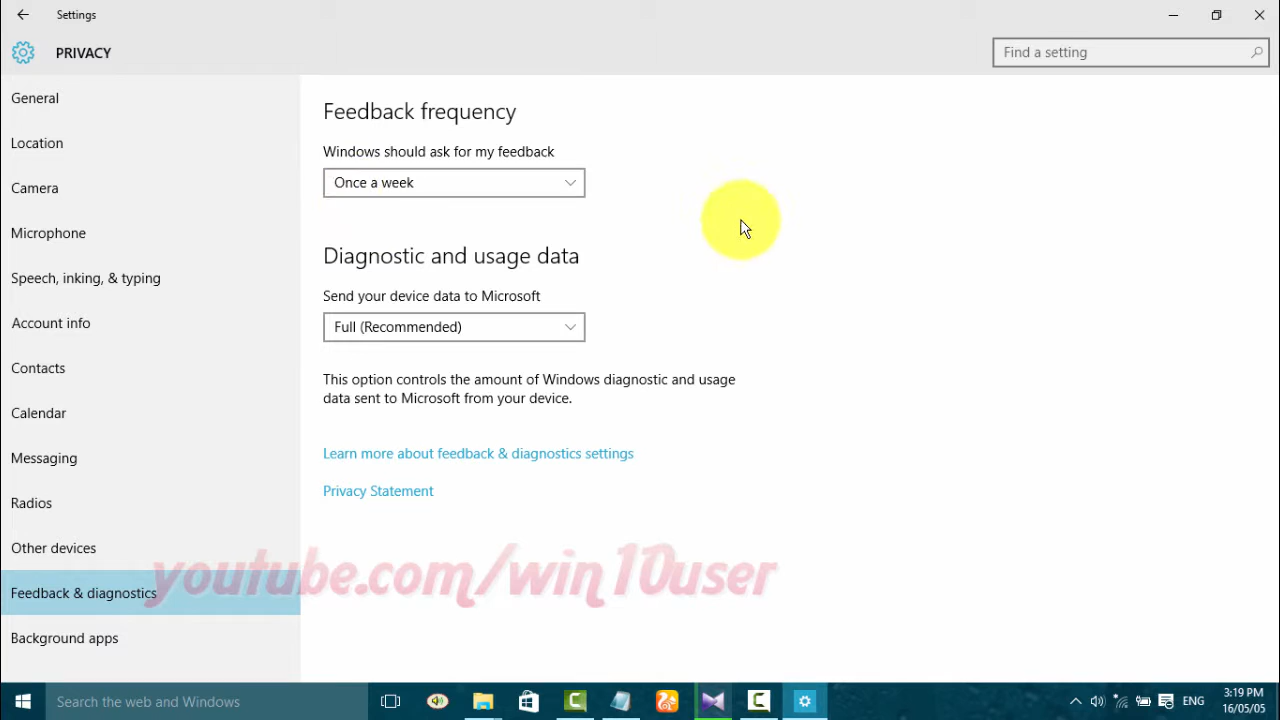 Settings
PRIVACY
Find a setting
General
Location
Camera
Microphone
Speech, inking, & typing
Account info
Contacts
Calendar
Messaging
Radios
Other devices
Feedback & diagnostics
Background apps
Feedback frequency
Windows should ask for my feedback
Once a week
Diagnostic and usage data
Send your device data to Microsoft
Full (Recommended)
This option controls the amount of Windows diagnostic and usage
data sent to Microsoft from your device.
Learn more about feedback & diagnostics settings
Privacy Statement
youtube.com/win10user
Search the web and Windows
ENG
3:19 PM
16/05/05